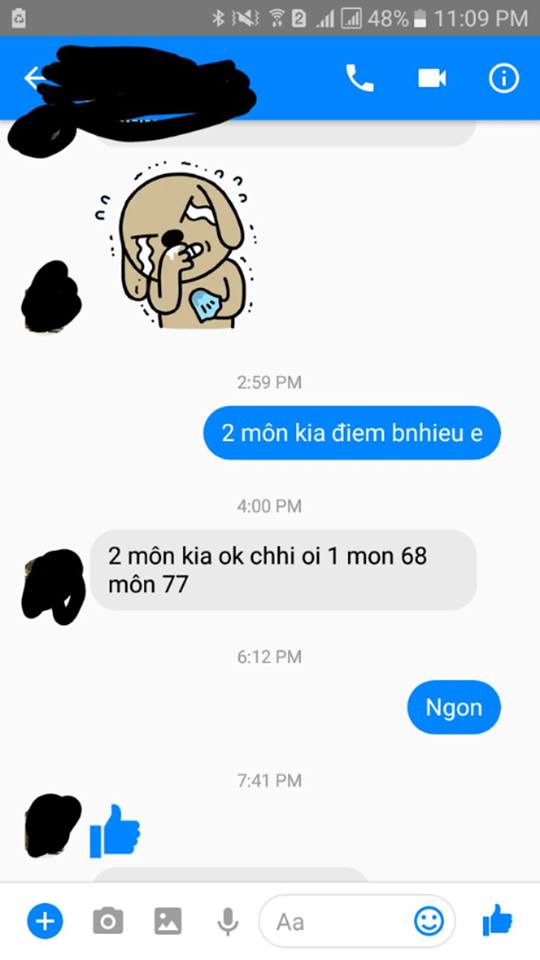 48% 11:09 PM
2:59 PM
2 môn kia điem bnhieu e
4:00 PM
2 môn kia ok chhi oi 1 mon 68
môn 77
6:12 PM
Ngon
7:41 PM
Aa